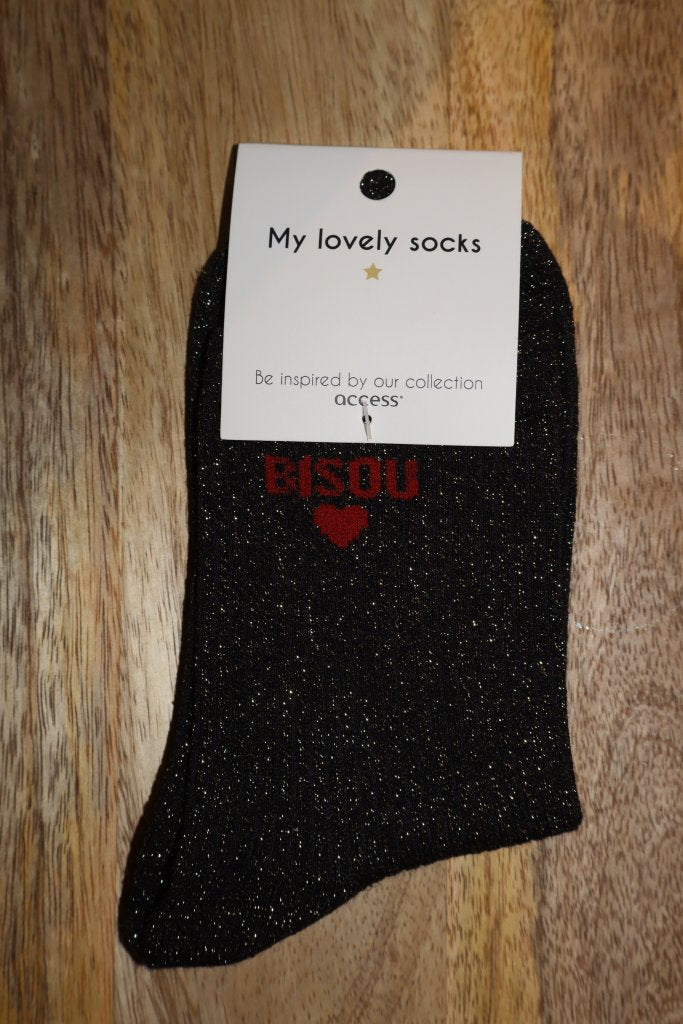 My lovely socks
Be inspired by our collection
access
BISOU